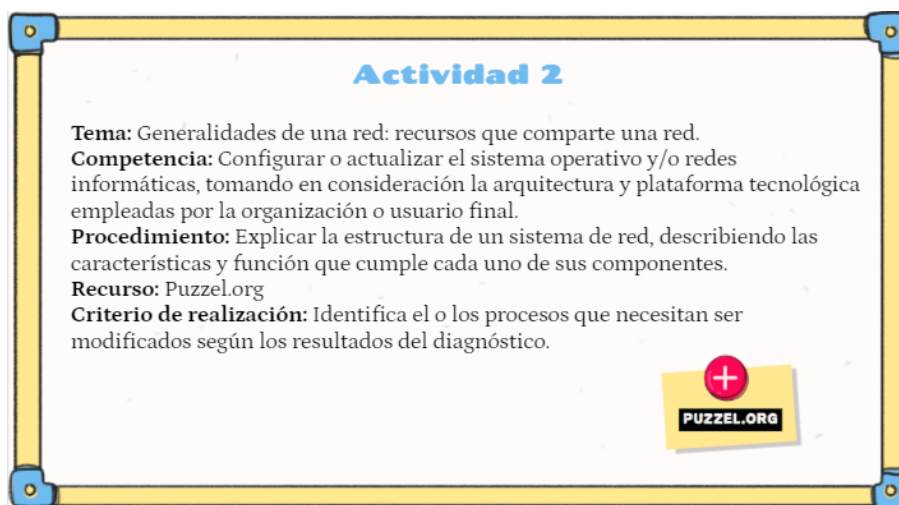 Actividad 2
Tema: Generalidades de una red: recursos que comparte una red.
Competencia: Configurar o actualizar el sistema operativo y/o redes
informáticas, tomando en consideración la arquitectura y plataforma tecnológica
empleadas por la organización o usuario final.
Procedimiento: Explicar la estructura de un sistema de red, describiendo las
características y función que cumple cada uno de sus componentes.
Recurso: Puzzel.org
Criterio de realización: Identifica el o los procesos que necesitan ser
modificados según los resultados del diagnóstico.
PUZZEL.ORG